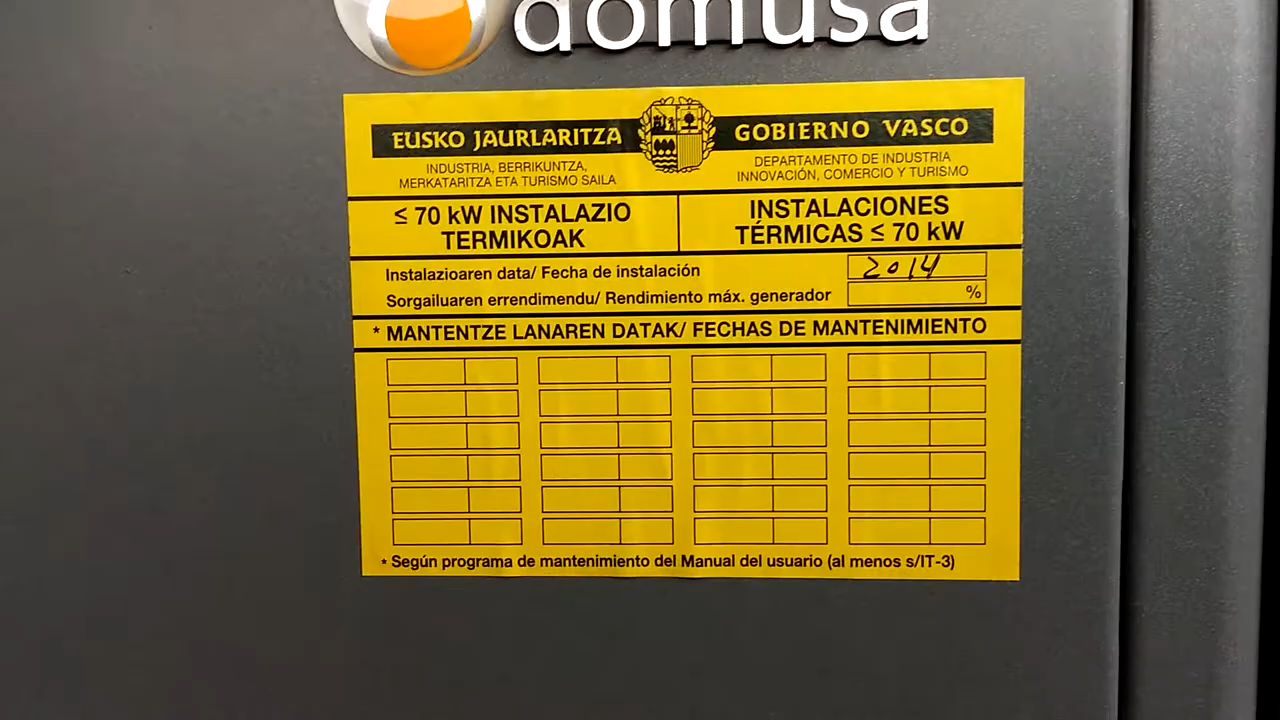 domusa
EUSKO JAURLARITZA
GOBIERNO VASCO
INDUSTRIA, BERRIKUNTZA,
MERKATARITZA ETA TURISMO SAILA
DEPARTAMENTO DE INDUSTRIA
INNOVACIÓN, COMERCIO Y TURISMO
≤ 70 kW INSTALAZIO
TERMIKOAK
INSTALACIONES
TÉRMICAS ≤ 70 kW
Instalazioaren data/ Fecha de instalación 2014
Sorgailuaren errendimendu/ Rendimiento máx. generador %
* MANTENTZE LANAREN DATAK/ FECHAS DE MANTENIMIENTO
* Según programa de mantenimiento del Manual del usuario (al menos s/IT-3)